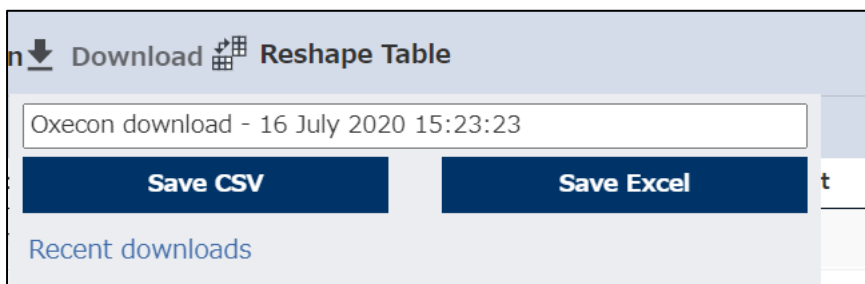 n Download Reshape Table
Oxecon download - 16 July 2020 15:23:23
Save CSV Save Excel t
Recent downloads